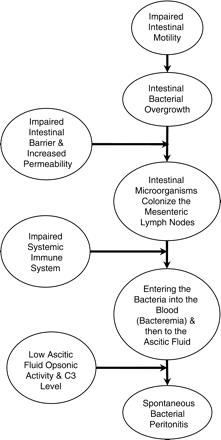 Impaired
Intestinal
Motility
Intestinal
Bacterial
Overgrowth
Impaired
Intestinal
Barrier &
Increased
Permeability
Intestinal
Microorganisms
Colonize the
Mesenteric
Lymph Nodes
Impaired
Systemic
Immune
System
Entering the
Bacteria into the
Blood
(Bacteremia) &
then to the
Ascitic Fluid
Low Ascitic
Fluid Opsonic
Activity & C3
Level
Spontaneous
Bacterial
Peritonitis